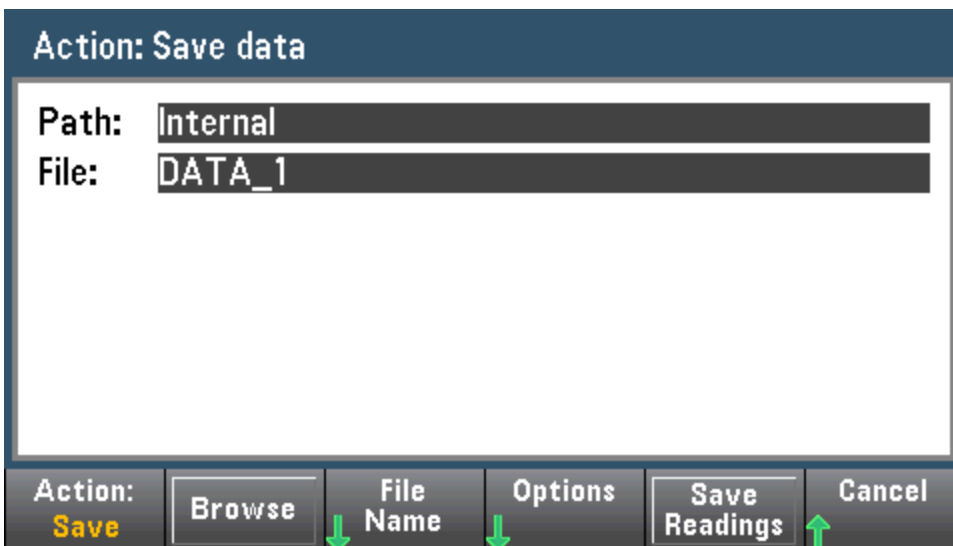 Action: Save data
Path: Internal
File: DATA_1
Action:
Save
Browse
File
Name
Options
Save
Readings
Cancel